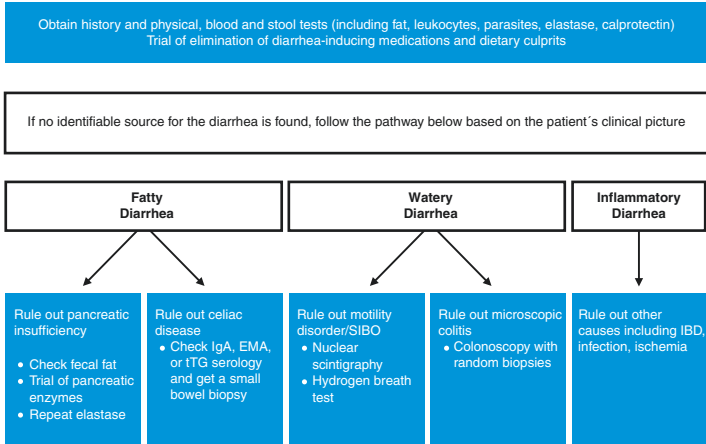 Obtain history and physical, blood and stool tests (including fat, leukocytes, parasites, elastase, calprotectin)
Trial of elimination of diarrhea-inducing medications and dietary culprits
If no identifiable source for the diarrhea is found, follow the pathway below based on the patient´s clinical picture
Fatty
Diarrhea
Watery
Diarrhea
Inflammatory
Diarrhea
Rule out pancreatic
insufficiency
• Check fecal fat
• Trial of pancreatic
enzymes
• Repeat elastase
Rule out celiac
disease
• Check IgA, EMA,
or tTG serology
and get a small
bowel biopsy
Rule out motility
disorder/SIBO
• Nuclear
scintigraphy
• Hydrogen breath
test
Rule out microscopic
colitis
• Colonoscopy with
random biopsies
Rule out other
causes including IBD,
infection, ischemia